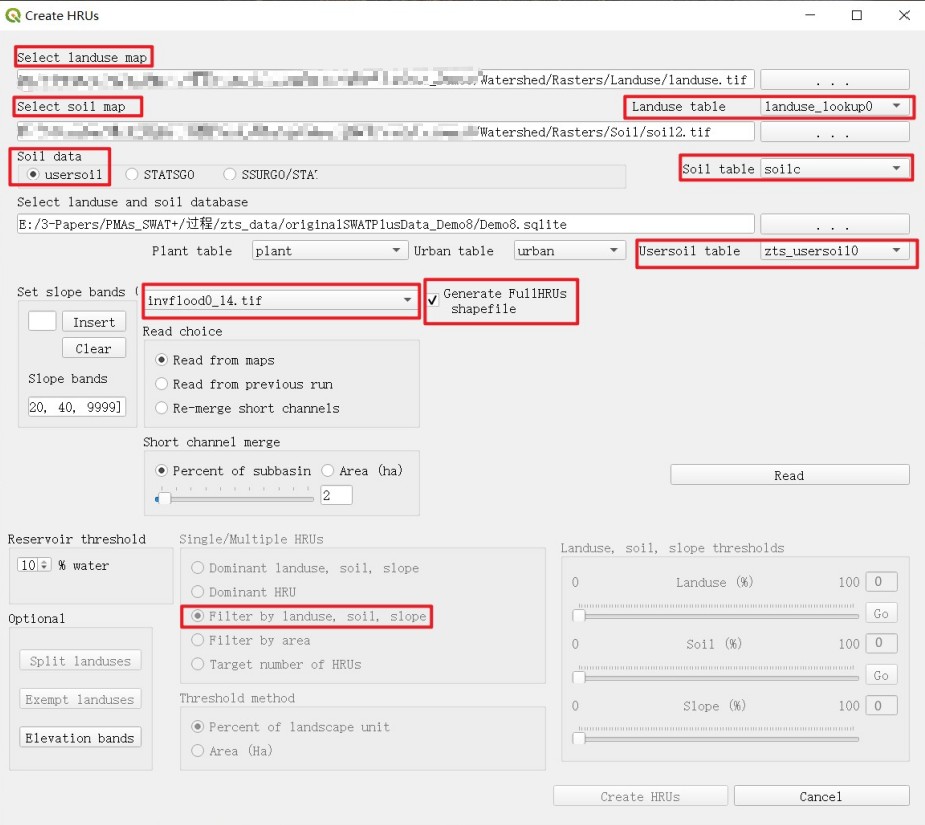 Create HRUs
Select landuse map
Watershed/Rasters/Landuse/landuse.tif
. . .
Select soil map
Landuse table landuse_lookup0
Watershed/Rasters/Soil/soil2.tif
. . .
Soil data
usersoil STATSGO SSURGO/STA
Soil table soilc
Select landuse and soil database
E:/3-Papers/PMAs_SWAT+/过程/zts_data/originalSWATPlusData_Demo8/Demo8.sqlite
. . .
Plant table plant Urban table urban Usersoil table zts_usersoil0
Set slope bands (
Insert
Clear
Slope bands
20, 40, 9999]
invflood0_14.tif
Generate FullHRUs
shapefile
Read choice
Read from maps
Read from previous run
Re-merge short channels
Short channel merge
Percent of subbasin Area (ha)
2
Read
Reservoir threshold
10 % water
Optional
Split landuses
Exempt landuses
Elevation bands
Single/Multiple HRUs
Dominant landuse, soil, slope
Dominant HRU
Filter by landuse, soil, slope
Filter by area
Target number of HRUs
Threshold method
Percent of landscape unit
Area (Ha)
Landuse, soil, slope thresholds
0 Landuse (%) 100 0
Go
0 Soil (%) 100 0
Go
0 Slope (%) 100 0
Create HRUs
Cancel